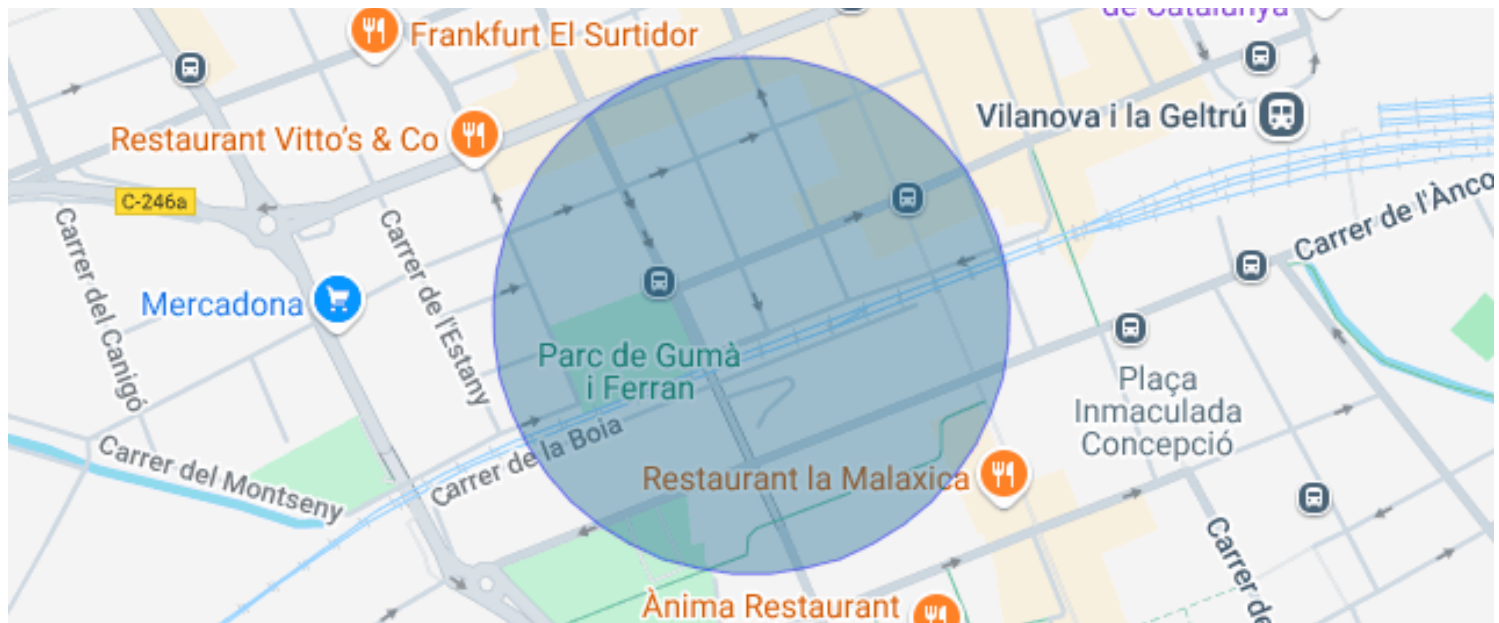 de Catalunya
Frankfurt El Surtidor
Vilanova i la Geltrú
Restaurant Vitto's & Co
C-246a
Carrer de l'Ànco
Carrer del Canigó
Carrer de l'Estany
Mercadona
Parc de Gumà
i Ferran
Plaça
Inmaculada
Concepció
Carrer de la Boia
Carrer del Montseny
Restaurant la Malaxica
Carrer de
Ànima Restaurant